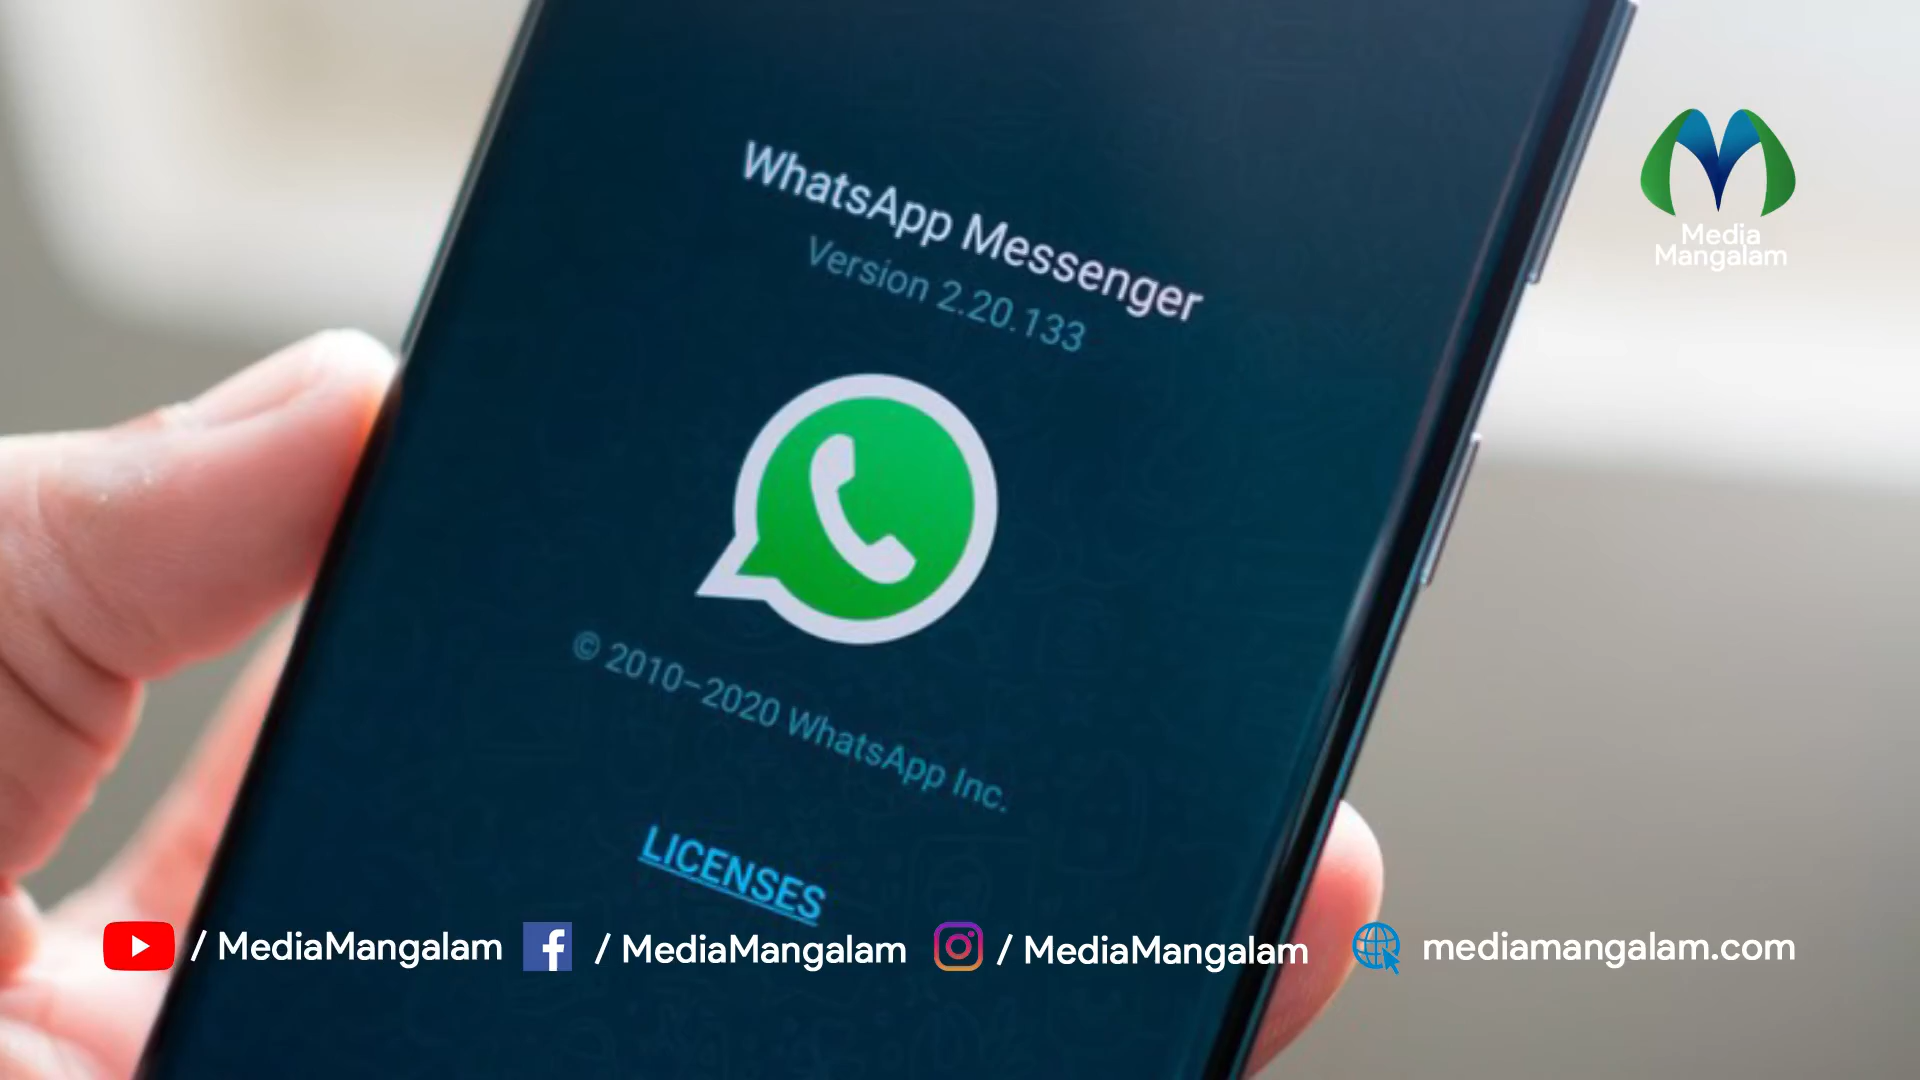 WhatsApp Messenger
Version 2.20.133
© 2010-2020 WhatsApp Inc.
LICENSES
Media
Mangalam
/ MediaMangalam
/ MediaMangalam
/ MediaMangalam
mediamangalam.com